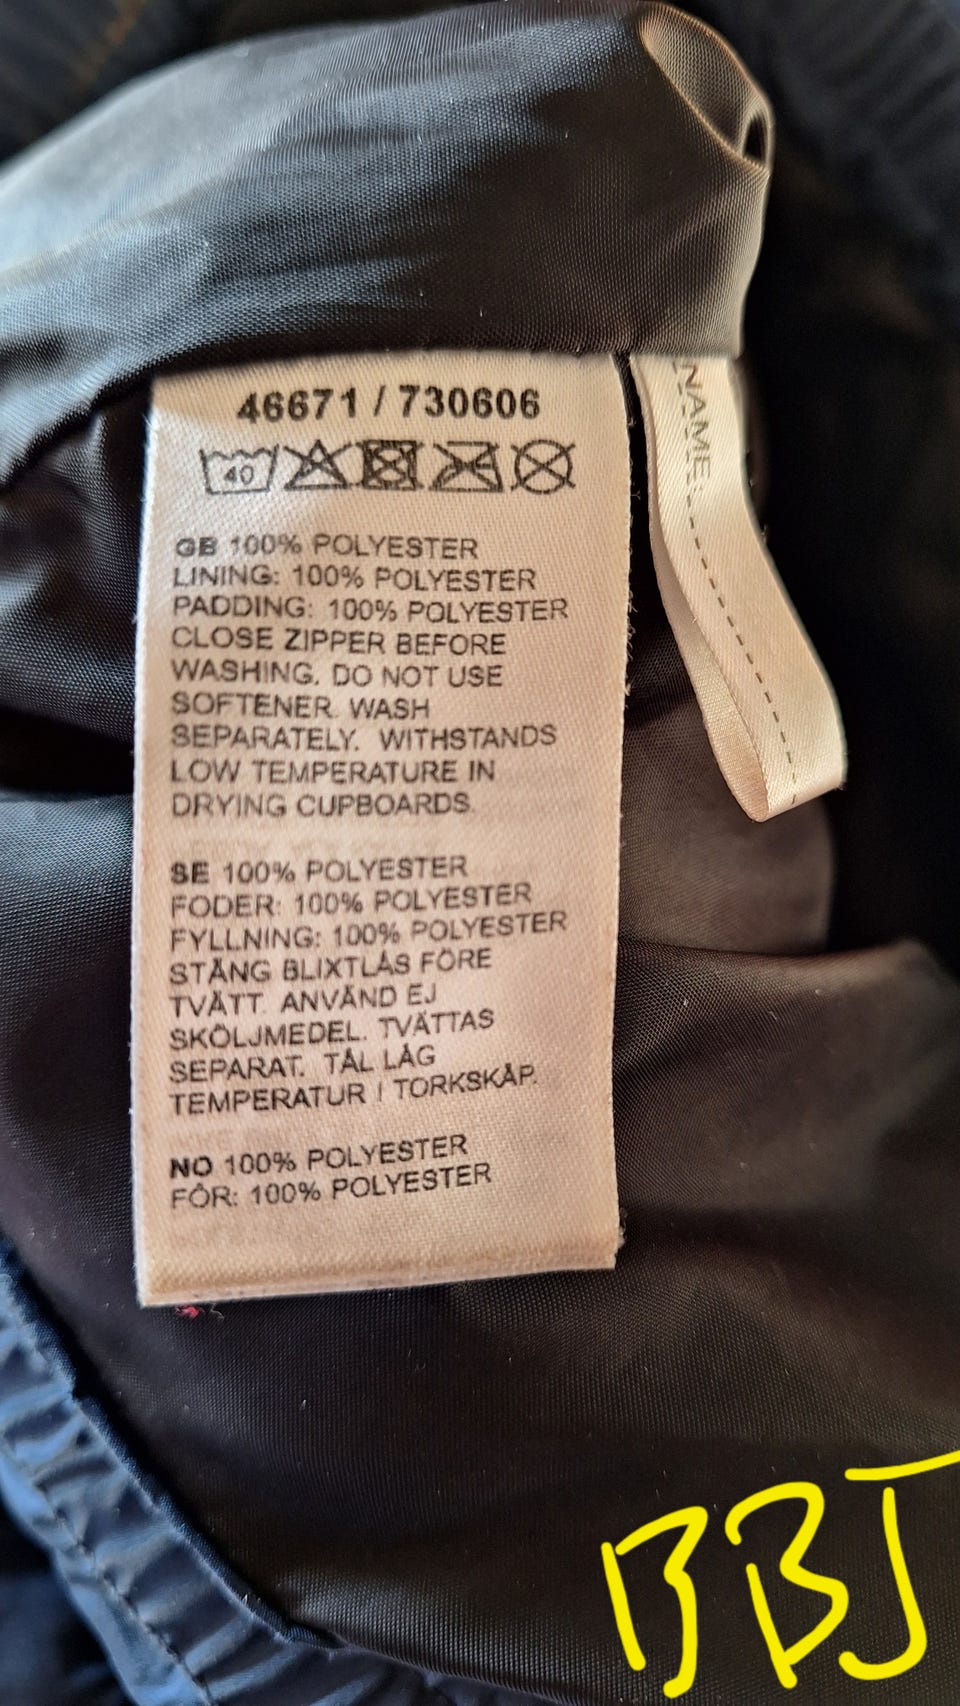 46671 / 730606
40
GB 100% POLYESTER
LINING: 100% POLYESTER
PADDING: 100% POLYESTER
CLOSE ZIPPER BEFORE
WASHING. DO NOT USE
SOFTENER. WASH
SEPARATELY. WITHSTANDS
LOW TEMPERATURE IN
DRYING CUPBOARDS.
SE 100% POLYESTER
FODER: 100% POLYESTER
FYLLNING: 100% POLYESTER
STÄNG BLIXTLÅS FÖRE
TVÄTT. ANVÄND EJ
SKÖLJMEDEL. TVÄTTAS
SEPARAT. TÅL LÅG
TEMPERATUR I TORKSKÅP.
NO 100% POLYESTER
FÔR: 100% POLYESTER
NAME:
BBJ